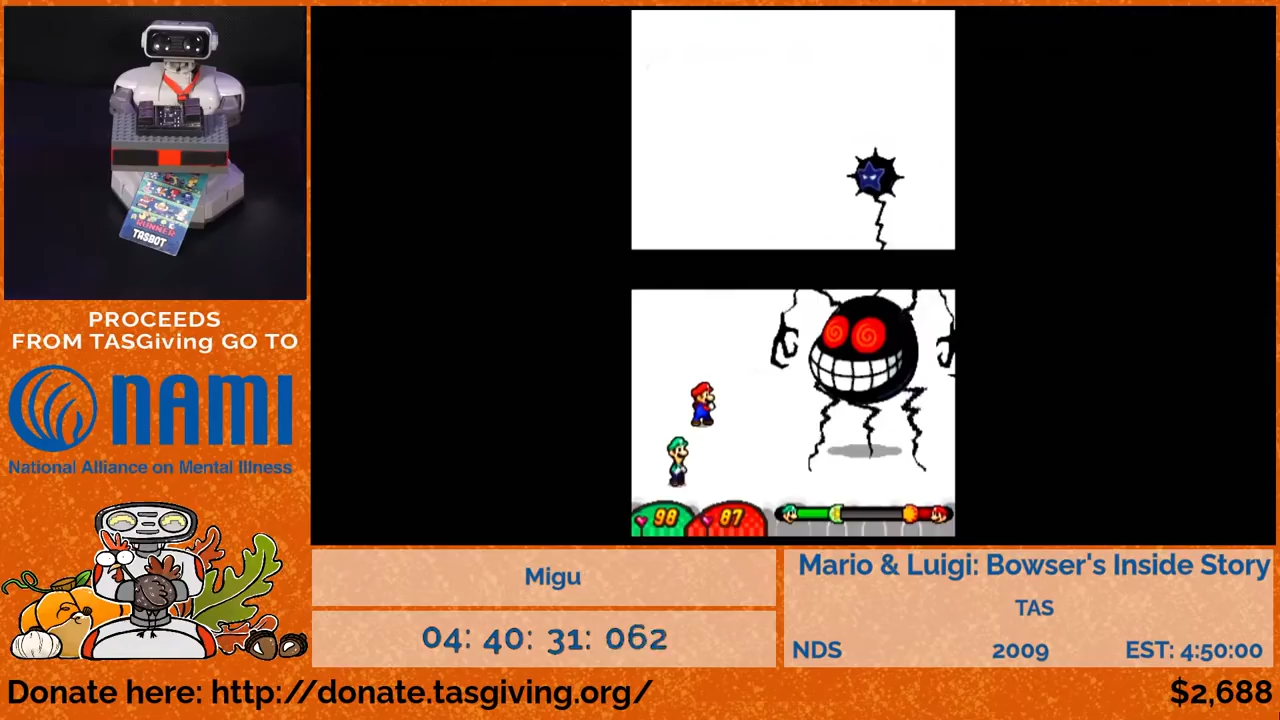 RUNNER
TASBOT
PROCEEDS
FROM TASGiving GO TO
NAMI
National Alliance on Mental Illness
98
87
Migu
04: 40: 31: 062
Mario & Luigi: Bowser's Inside Story
TAS
NDS 2009 EST: 4:50:00
Donate here: http://donate.tasgiving.org/ $2,688